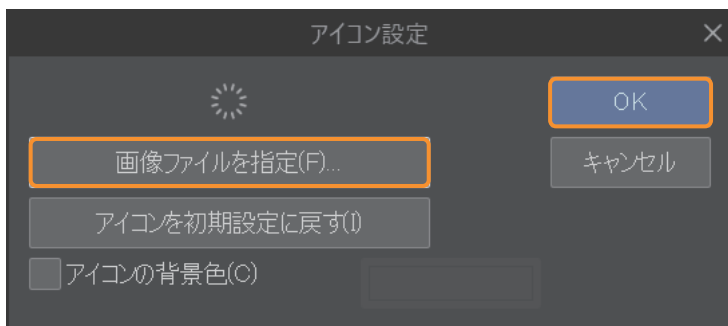 アイコン設定
OK
画像ファイルを指定(F)...
キャンセル
アイコンを初期設定に戻す(I)
アイコンの背景色(C)